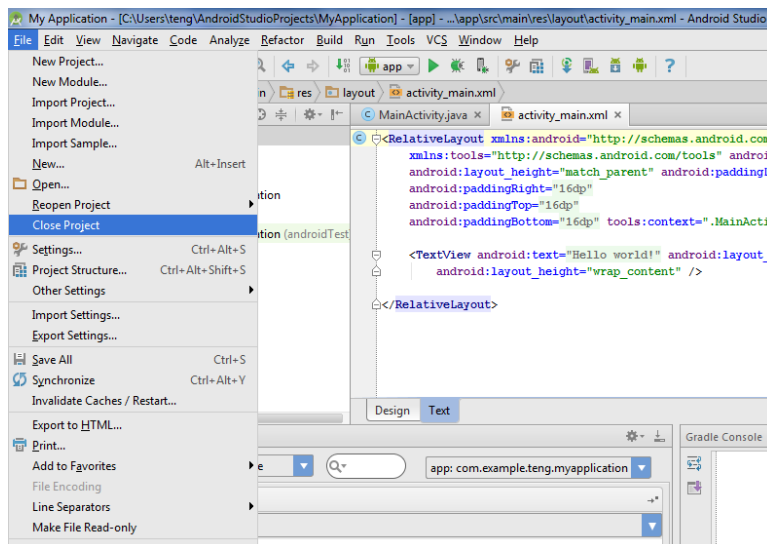 My Application - [C:\Users\teng\AndroidStudioProjects\MyApplication] - [app] - ...\app\src\main\res\layout\activity_main.xml - Android Studio
File Edit View Navigate Code Analyze Refactor Build Run Tools VCS Window Help
New Project...
New Module...
Import Project...
Import Module...
Import Sample...
New... Alt+Insert
Open...
Reopen Project
Close Project
Settings... Ctrl+Alt+S
Project Structure... Ctrl+Alt+Shift+S
Other Settings
Import Settings...
Export Settings...
Save All Ctrl+S
Synchronize Ctrl+Alt+Y
Invalidate Caches / Restart...
Export to HTML...
Print...
Add to Favorites
File Encoding
Line Separators
Make File Read-only
app
in res layout activity_main.xml
MainActivity.java × activity_main.xml ×
ation
ation (androidTest
<RelativeLayout xmlns:android="http://schemas.android.com
xmlns:tools="http://schemas.android.com/tools" androi
android:layout_height="match_parent" android:paddingL
android:paddingRight="16dp"
android:paddingTop="16dp"
android:paddingBottom="16dp" tools:context=".MainActi
<TextView android:text="Hello world!" android:layout_
android:layout_height="wrap_content" />
</RelativeLayout>
Design Text
Gradle Console
e
app: com.example.teng.myapplication